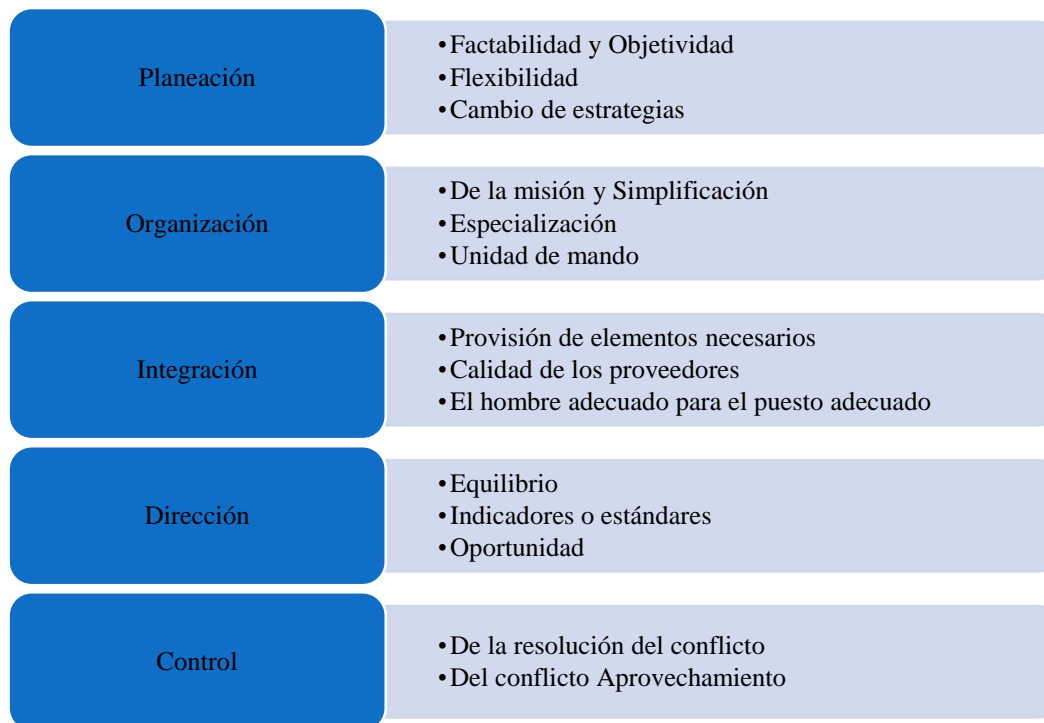 Planeación
•Factabilidad y Objetividad
•Flexibilidad
•Cambio de estrategias
Organización
•De la misión y Simplificación
•Especialización
•Unidad de mando
Integración
•Provisión de elementos necesarios
•Calidad de los proveedores
•El hombre adecuado para el puesto adecuado
Dirección
•Equilibrio
•Indicadores o estándares
•Oportunidad
Control
•De la resolución del conflicto
•Del conflicto Aprovechamiento